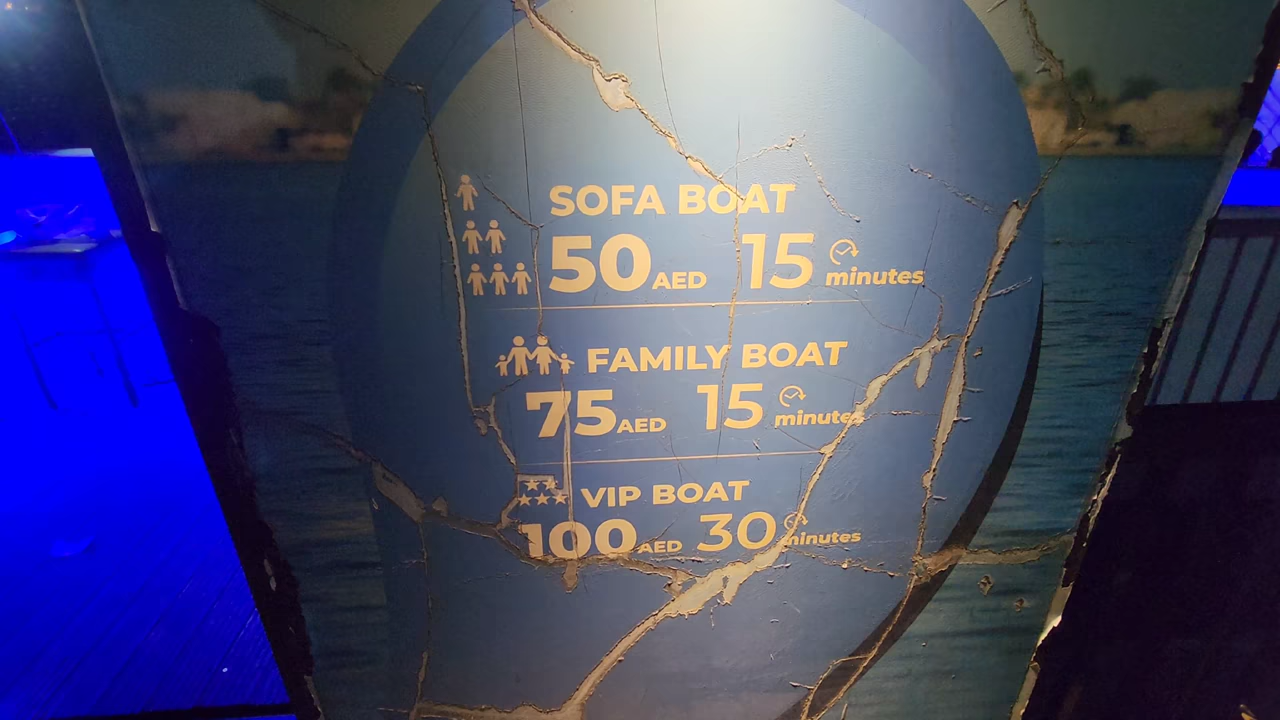 SOFA BOAT
50 AED 15 minutes
FAMILY BOAT
75 AED 15 minutes
VIP BOAT
100 AED 30 minutes